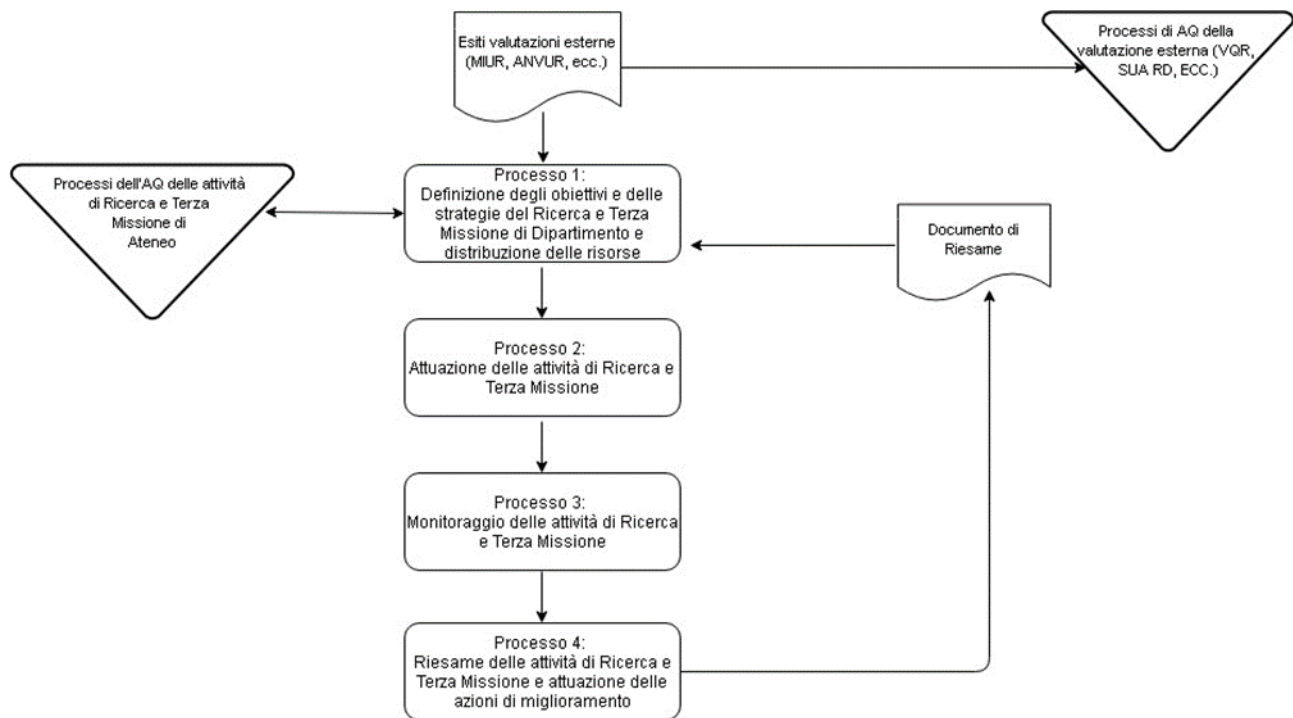 Esiti valutazioni esterne
(MIUR, ANVUR, ecc.)
Processi di AQ della
valutazione esterna (VQR,
SUA RD, ECC.)
Processi dell'AQ delle attività
di Ricerca e Terza
Missione di
Ateneo
Processo 1:
Definizione degli obiettivi e delle
strategie del Ricerca e Terza
Missione di Dipartimento e
distribuzione delle risorse
Documento di
Riesame
Processo 2:
Attuazione delle attività di Ricerca e
Terza Missione
Processo 3:
Monitoraggio delle attività di Ricerca
e Terza Missione
Processo 4:
Riesame delle attività di Ricerca e
Terza Missione e attuazione delle
azioni di miglioramento